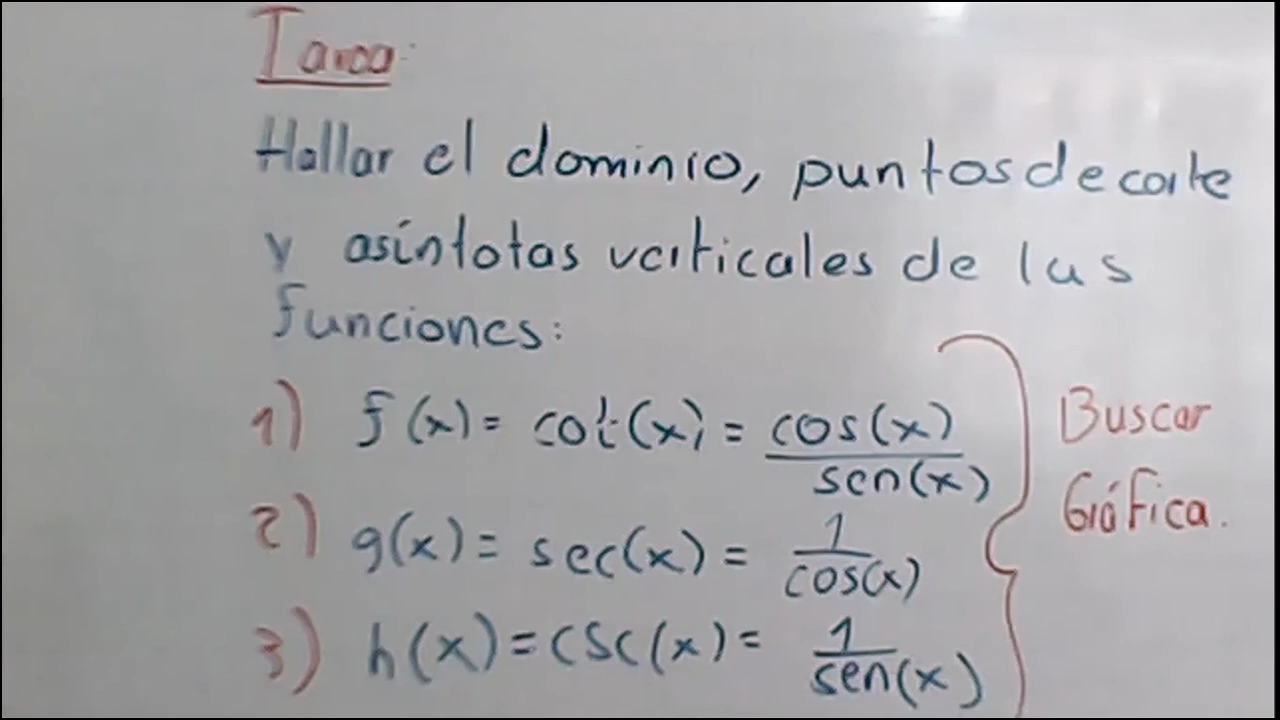 Tarea:
Hallar el dominio, puntos de corte
y asíntotas verticales de las
funciones:
1) f(x) = cot(x) = cos(x)/sen(x)
2) g(x) = sec(x) = 1/cos(x)
3) h(x) = csc(x) = 1/sen(x)
Buscar
Gráfica.